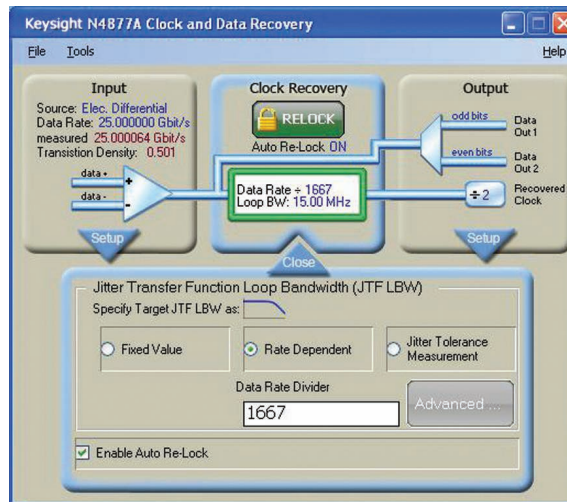 Keysight N4877A Clock and Data Recovery
File Tools Help
Input
Source: Elec. Differential
Data Rate: 25.000000 Gbit/s
measured 25.000064 Gbit/s
Transistion Density: 0.501
data +
data -
+
-
Setup
Clock Recovery
RELOCK
Auto Re-Lock ON
Data Rate ÷ 1667
Loop BW: 15.00 MHz
Close
Output
odd bits
Data
Out 1
even bits
Data
Out 2
÷ 2
Recovered
Clock
Setup
Jitter Transfer Function Loop Bandwidth (JTF LBW)
Specify Target JTF LBW as:
Fixed Value
Rate Dependent
Jitter Tolerance
Measurement
Data Rate Divider
1667
Advanced ...
Enable Auto Re-Lock